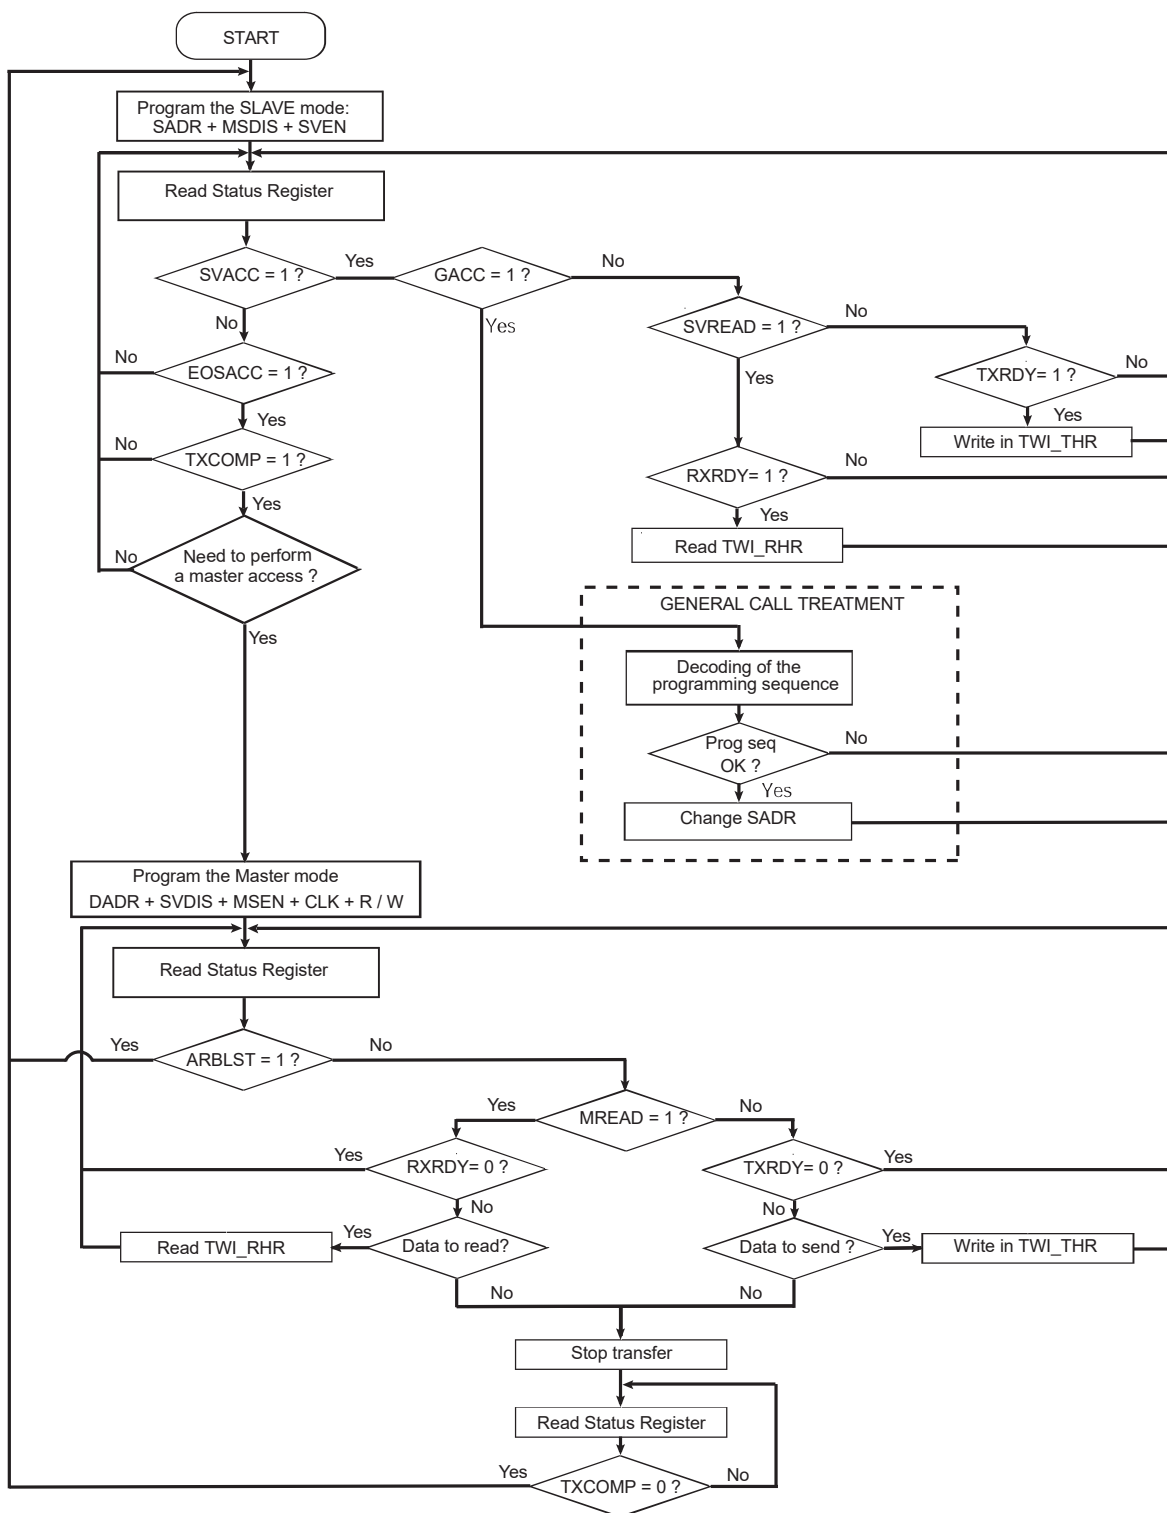 START
Program the SLAVE mode:
SADR + MSDIS + SVEN
Read Status Register
SVACC = 1 ?
Yes
GACC = 1 ?
No
No
Yes
SVREAD = 1 ?
No
EOSACC = 1 ?
No
Yes
TXRDY= 1 ?
No
Yes
Yes
Write in TWI_THR
TXCOMP = 1 ?
No
RXRDY= 1 ?
No
Yes
Yes
Read TWI_RHR
Need to perform
a master access ?
No
Yes
GENERAL CALL TREATMENT
Decoding of the
programming sequence
Prog seq
OK ?
No
Yes
Change SADR
Program the Master mode
DADR + SVDIS + MSEN + CLK + R / W
Read Status Register
ARBLST = 1 ?
Yes
No
MREAD = 1 ?
Yes
No
RXRDY= 0 ?
Yes
TXRDY= 0 ?
Yes
No
No
Read TWI_RHR
Yes
Data to read?
Data to send ?
Yes
Write in TWI_THR
No
No
Stop transfer
Read Status Register
TXCOMP = 0 ?
Yes
No